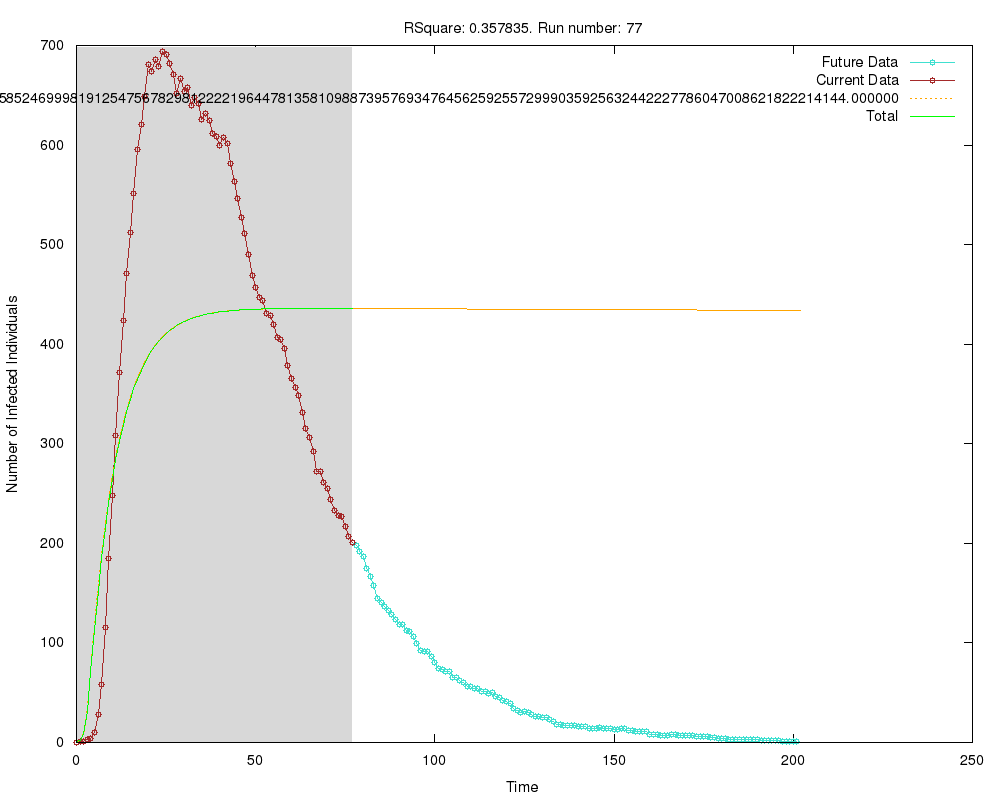 RSquare: 0.357835. Run number: 77
700
Future Data
Current Data
Total
600
500
400
300
200
100
0
Number of Infected Individuals
0 50 100 150 200 250
Time